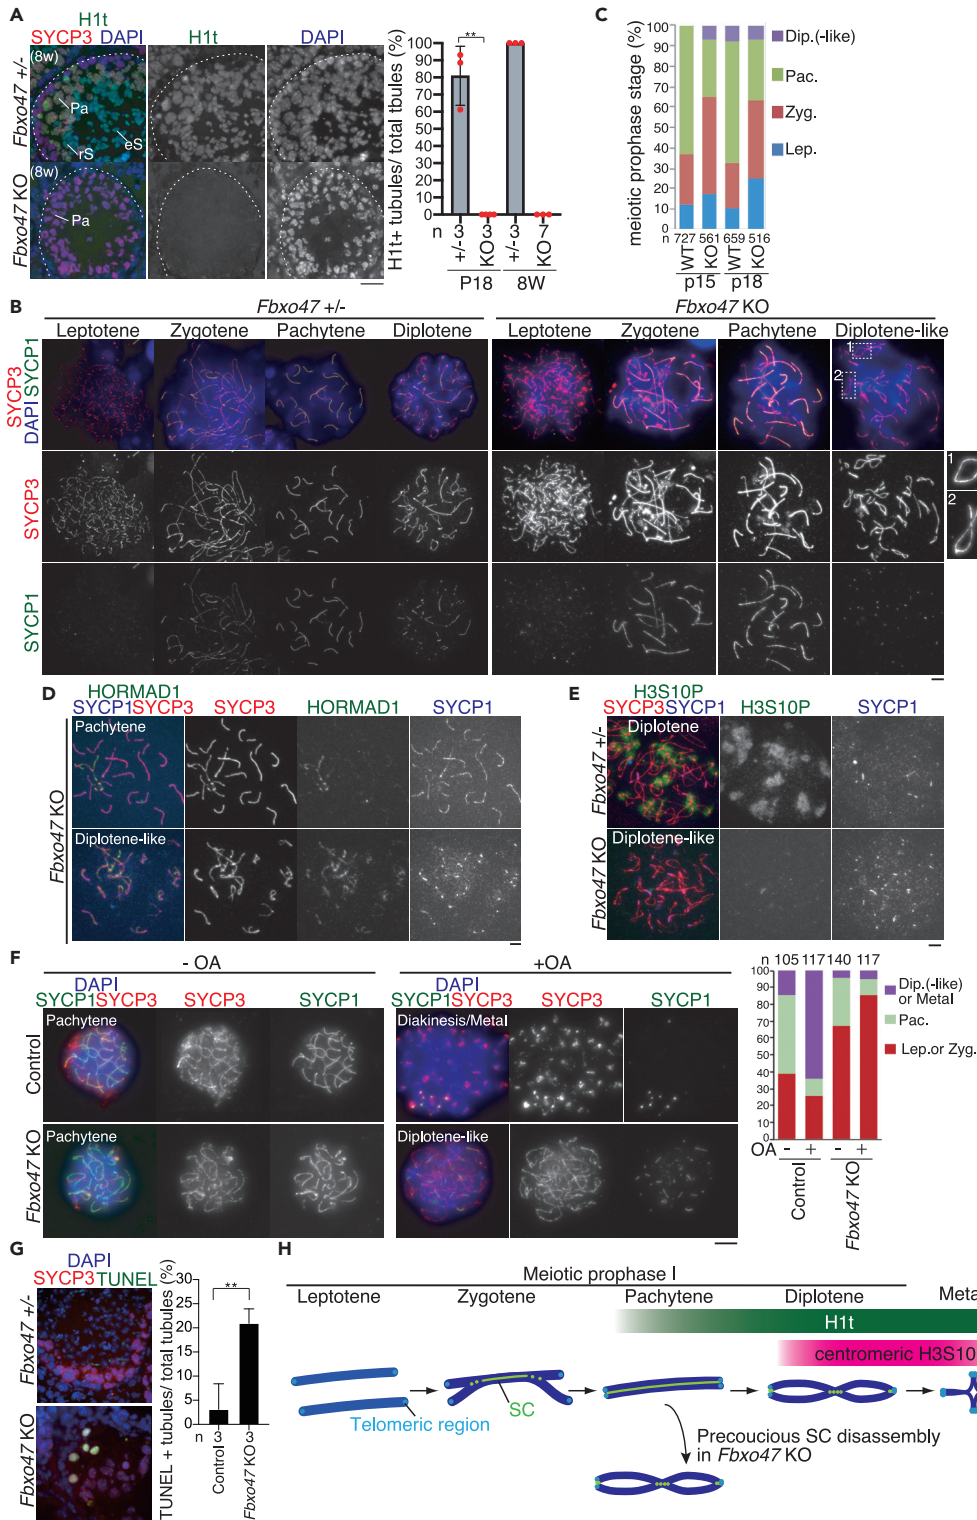 A
H1t
SYCP3 DAPI
H1t
DAPI
Fbxo47 +/-
(8w)
Pa
rS
eS
Fbxo47 KO
(8w)
Pa
H1t+ tubules/ total tbules (%)
100
90
80
70
60
50
40
30
20
10
0
**
n 3 3 3 7
+/- KO +/- KO
P18 8W
C
meiotic prophase stage (%)
100
90
80
70
60
50
40
30
20
10
0
Dip.(-like)
Pac.
Zyg.
Lep.
n 727 561 659 516
WT KO WT KO
p15 p18
B
Fbxo47 +/-
Fbxo47 KO
Leptotene Zygotene Pachytene Diplotene
Leptotene Zygotene Pachytene Diplotene-like
SYCP3
DAPI SYCP1
1
2
SYCP3
1
2
SYCP1
D
HORMAD1
SYCP1 SYCP3
SYCP3
HORMAD1
SYCP1
Fbxo47 KO
Pachytene
Diplotene-like
E
H3S10P
SYCP3 SYCP1
H3S10P
SYCP1
Fbxo47 +/-
Diplotene
Fbxo47 KO
Diplotene-like
F
- OA
+OA
DAPI
SYCP1 SYCP3
SYCP3
SYCP1
DAPI
SYCP1 SYCP3
SYCP3
SYCP1
Control
Pachytene
Diakinesis/Metal
Fbxo47 KO
Pachytene
Diplotene-like
n 105 117 140 117
100
90
80
70
60
50
40
30
20
10
0
Dip.(-like)
or Metal
Pac.
Lep.or Zyg.
OA - + - +
Control
Fbxo47 KO
G
DAPI
SYCP3 TUNEL
Fbxo47 +/-
Fbxo47 KO
TUNEL + tubules/ total tubules (%)
30
25
20
15
10
5
0
**
n 3 3
Control
Fbxo47 KO
H
Meiotic prophase I
Leptotene Zygotene Pachytene Diplotene Meta
H1t
centromeric H3S10
SC
Telomeric region
Precoucious SC disassembly
in Fbxo47 KO